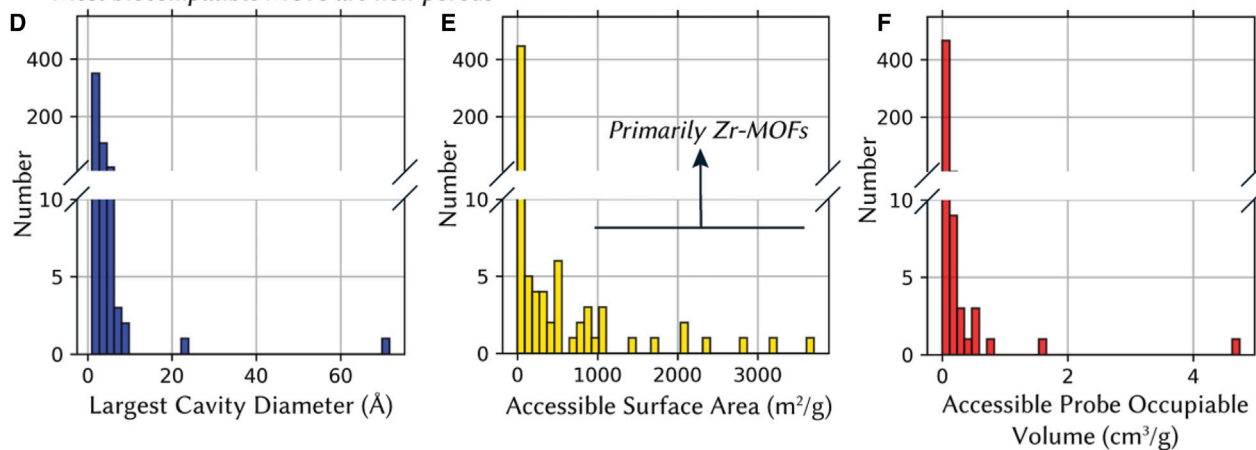 D
E
F
400
200
10
5
0
Number
0 20 40 60
Largest Cavity Diameter (Å)
400
200
10
5
0
Number
Primarily Zr-MOFs
0 1000 2000 3000
Accessible Surface Area (m²/g)
400
200
10
5
0
Number
0 2 4
Accessible Probe Occupiable
Volume (cm³/g)